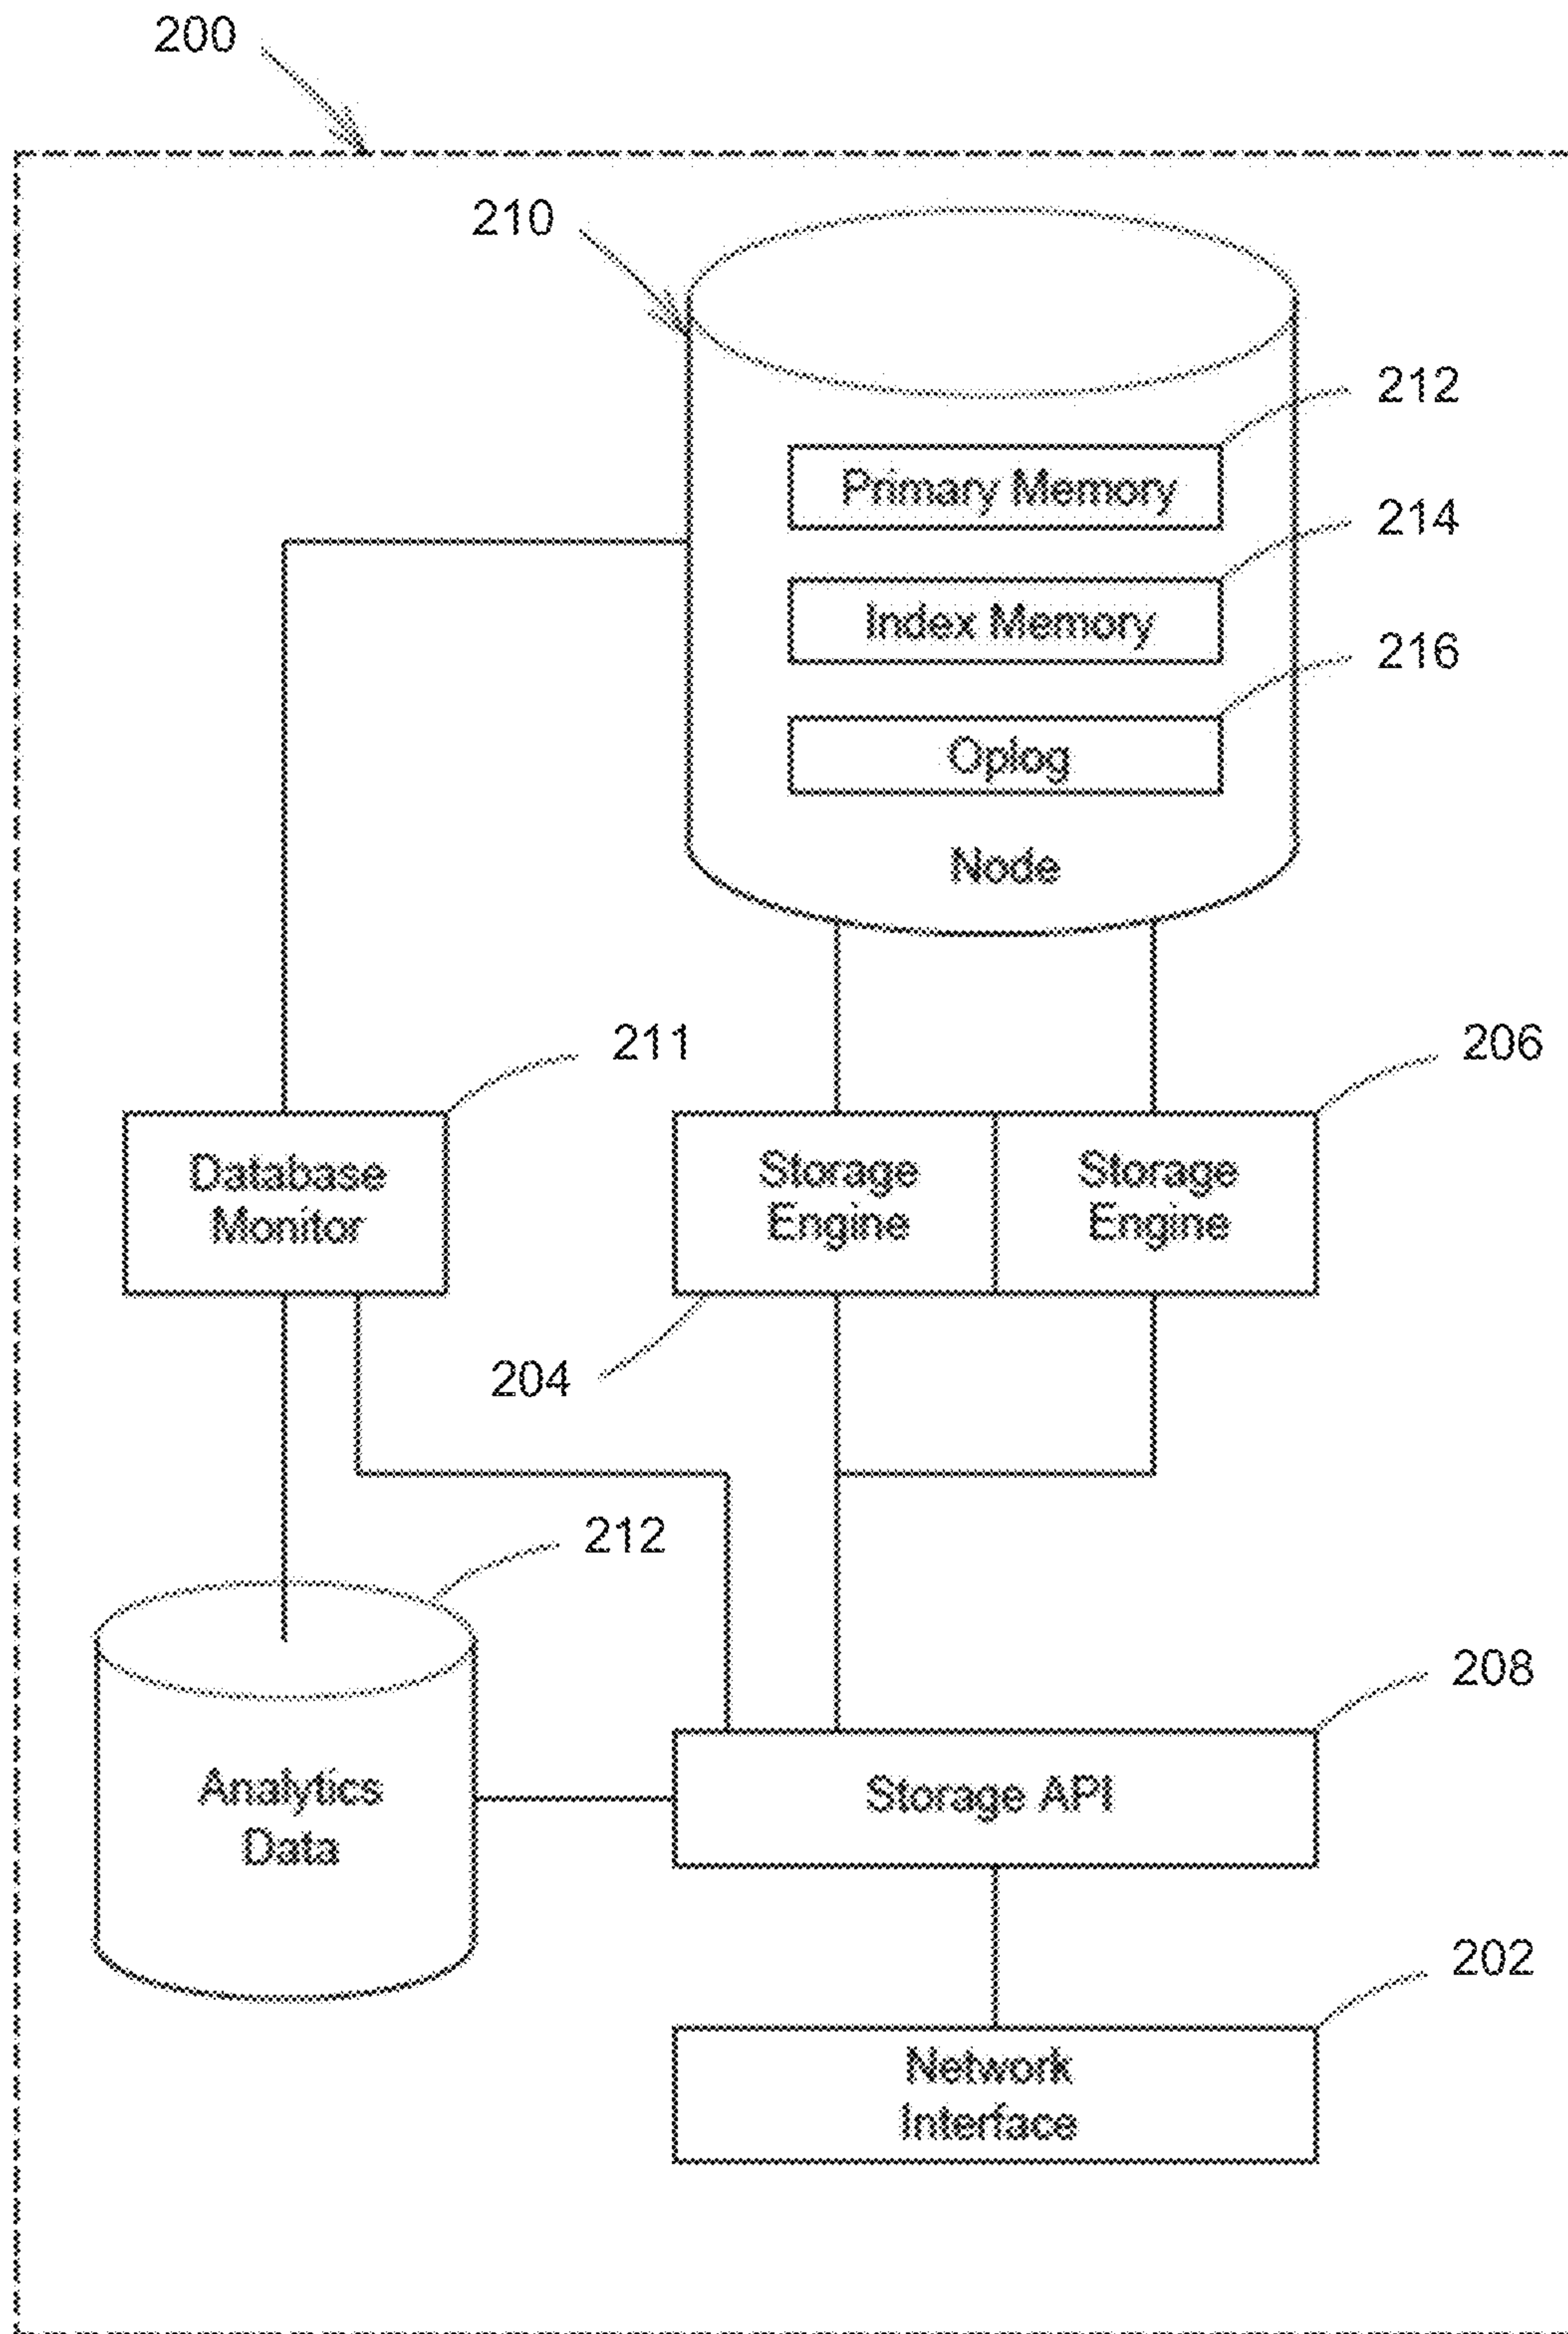 200
210
212
Primary Memory
214
Index Memory
216
Oplog
Node
211
206
Database
Monitor
Storage
Engine
Storage
Engine
204
212
208
Analytics
Data
Storage API
202
Network
Interface